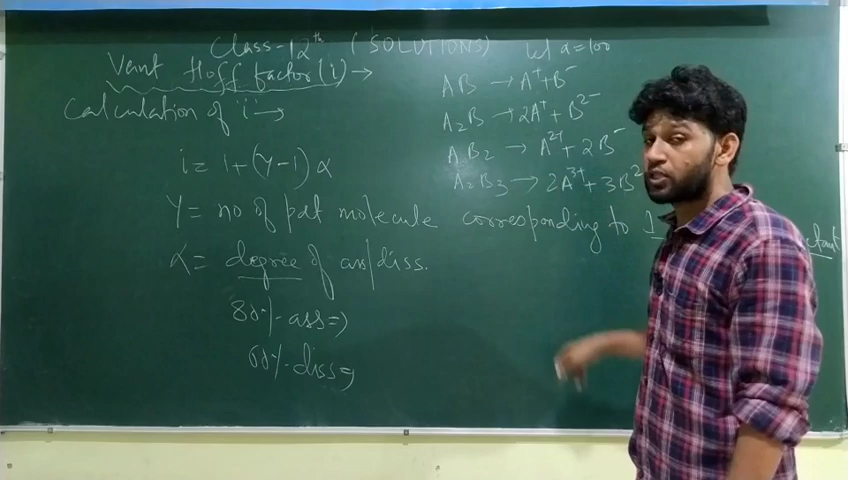 Class-12th (SOLUTIONS)
Vant Hoff factor (i) →
Calculation of 'i' →
i = 1+(y-1)α
Let α=100
AB → A⁺+B⁻
A₂B → 2A⁺ + B²⁻
AB₂ → A²⁺ + 2B⁻
A₂B₃ → 2A³⁺ + 3B²
y = no of pdt molecule corresponding to 1
α = degree of ass/diss.
80%. ass ⇒
60%. diss ⇒